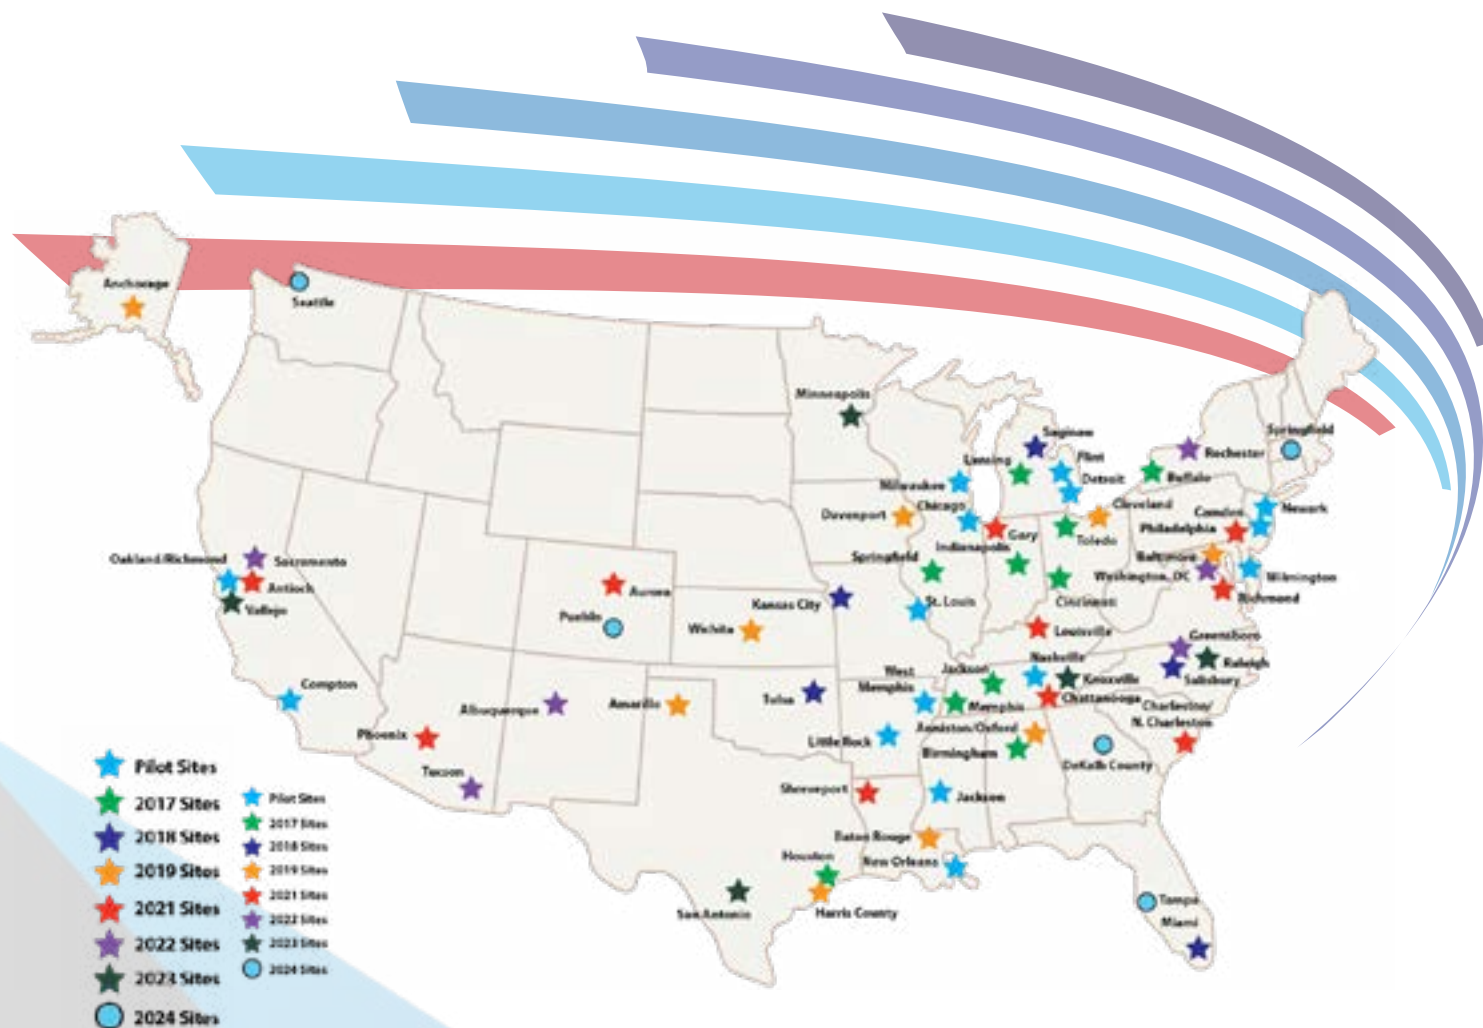 Anchorage
Seattle
Minneapolis
Saginaw
Lansing
Flint
Detroit
Milwaukee
Chicago
Davenport
Gary
Indianapolis
Toledo
Cleveland
Buffalo
Rochester
Springfield
Newark
Camden
Philadelphia
Baltimore
Washington, DC
Wilmington
Richmond
Springfield
Cincinnati
St. Louis
Kansas City
Louisville
Oakland/Richmond
Sacramento
Antioch
Vallejo
Aurora
Pueblo
Wichita
Greensboro
Raleigh
Salisbury
Nashville
Jackson
Knoxville
West
Memphis
Memphis
Chattanooga
Charleston/
N. Charleston
Compton
Albuquerque
Amarillo
Tulsa
Little Rock
Anniston/Oxford
Birmingham
DeKalb County
Phoenix
Tucson
Shreveport
Jackson
Baton Rouge
New Orleans
Houston
Harris County
San Antonio
Tampa
Miami
Pilot Sites
2017 Sites
2018 Sites
2019 Sites
2021 Sites
2022 Sites
2023 Sites
2024 Sites
Pilot Sites
2017 Sites
2018 Sites
2019 Sites
2021 Sites
2022 Sites
2023 Sites
2024 Sites